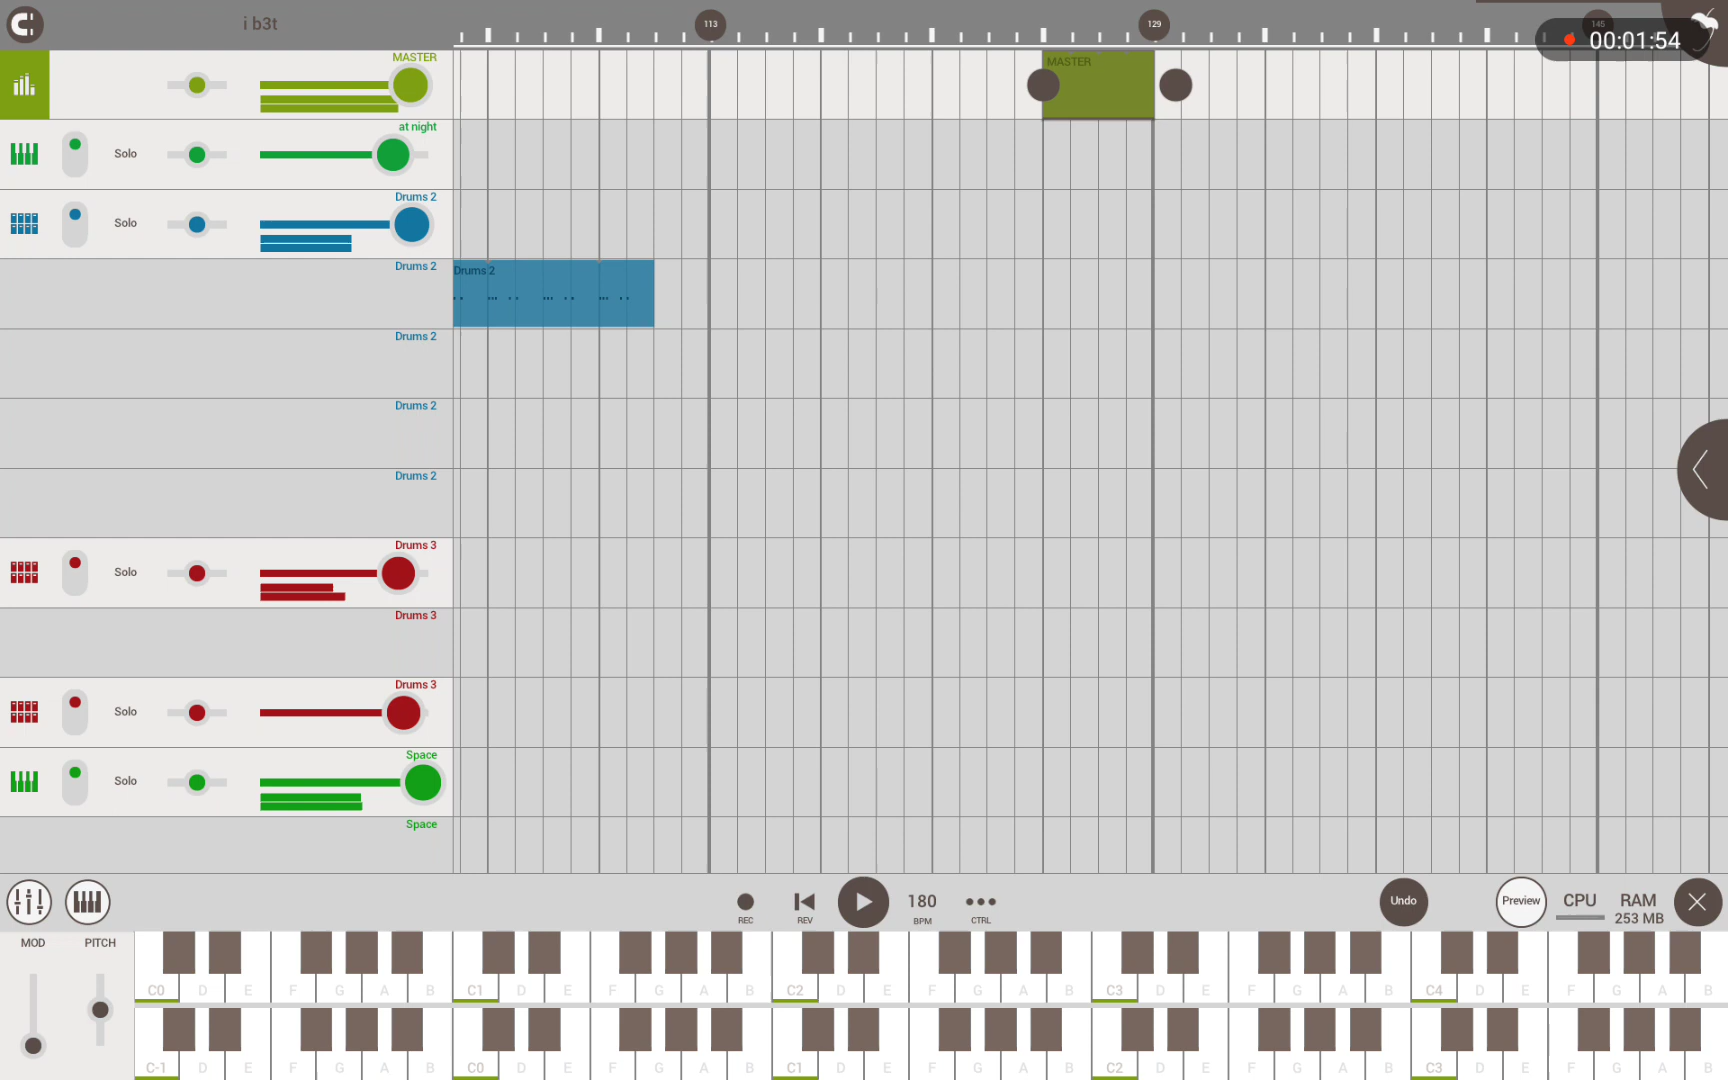 i b3t
113
129
145
00:01:54
MASTER
MASTER
at night
Solo
Drums 2
Solo
Drums 2
Drums 2
Drums 2
Drums 2
Drums 2
Drums 3
Solo
Drums 3
Drums 3
Solo
Space
Solo
Space
REC
REV
180
BPM
CTRL
Undo
Preview
CPU
RAM
253 MB
MOD
PITCH
C0 D E F G A B C1 D E F G A B C2 D E F G A B C3 D E F G A B C4 D E F G A B
C-1 D E F G A B C0 D E F G A B C1 D E F G A B C2 D E F G A B C3 D E F G A B